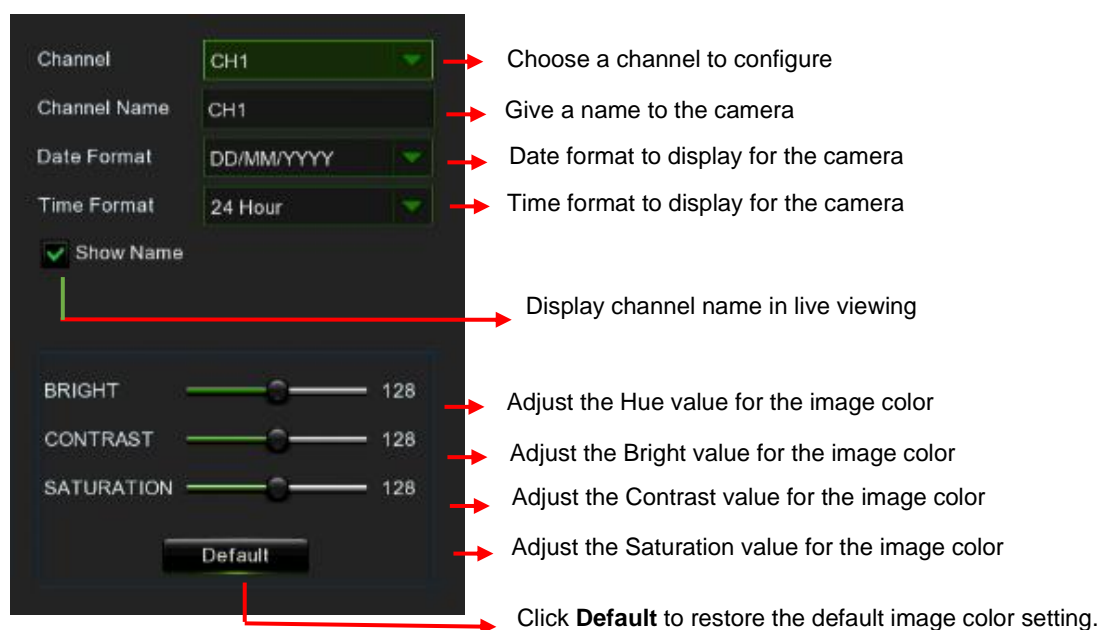 Channel CH1 Choose a channel to configure
Channel Name CH1 Give a name to the camera
Date Format DD/MM/YYYY Date format to display for the camera
Time Format 24 Hour Time format to display for the camera
Show Name
Display channel name in live viewing
BRIGHT 128 Adjust the Hue value for the image color
CONTRAST 128 Adjust the Bright value for the image color
SATURATION 128 Adjust the Contrast value for the image color
Default Adjust the Saturation value for the image color
Click Default to restore the default image color setting.